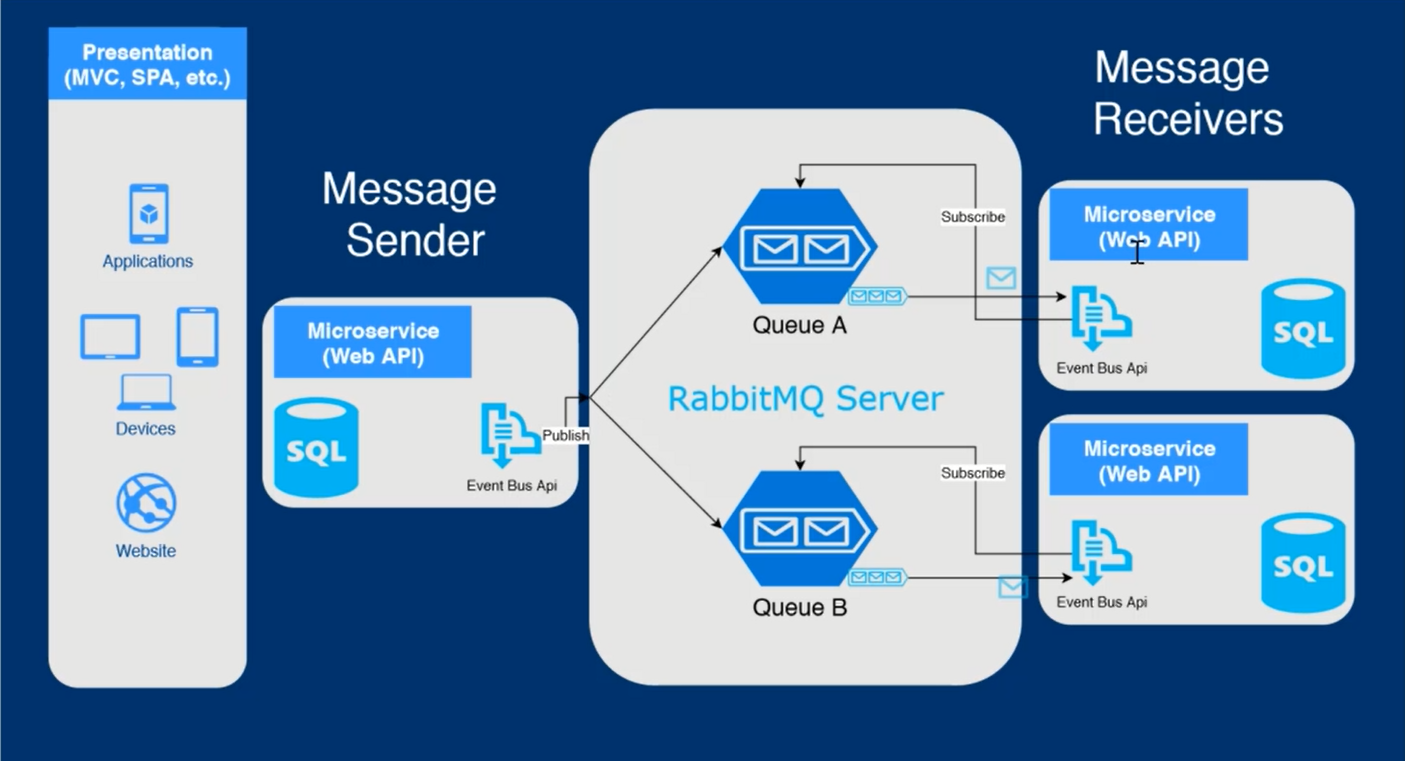 Presentation
(MVC, SPA, etc.)
Applications
Devices
Website
Message
Sender
Microservice
(Web API)
SQL
Event Bus Api
Publish
Queue A
RabbitMQ Server
Queue B
Subscribe
Subscribe
Message
Receivers
Microservice
(Web API)
Event Bus Api
SQL
Microservice
(Web API)
Event Bus Api
SQL